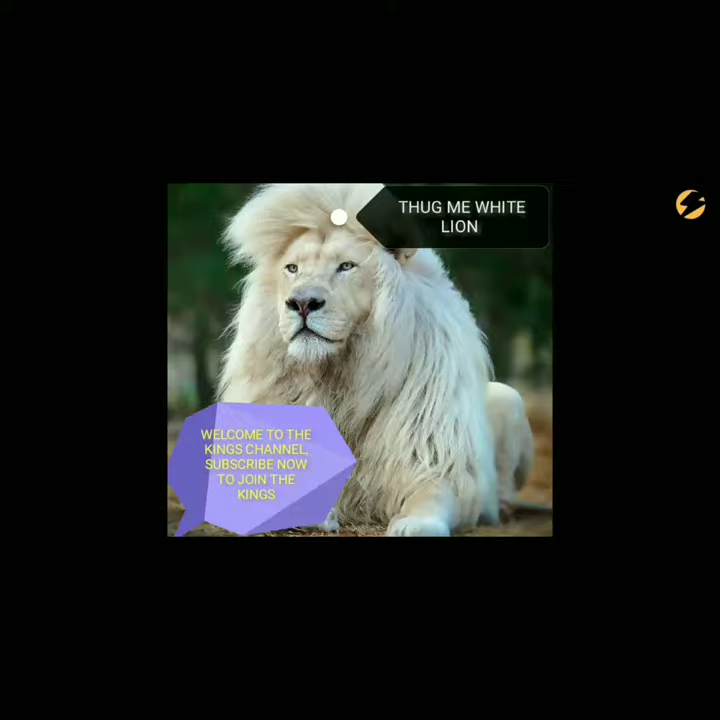 THUG ME WHITE
LION
WELCOME TO THE
KINGS CHANNEL,
SUBSCRIBE NOW
TO JOIN THE
KINGS